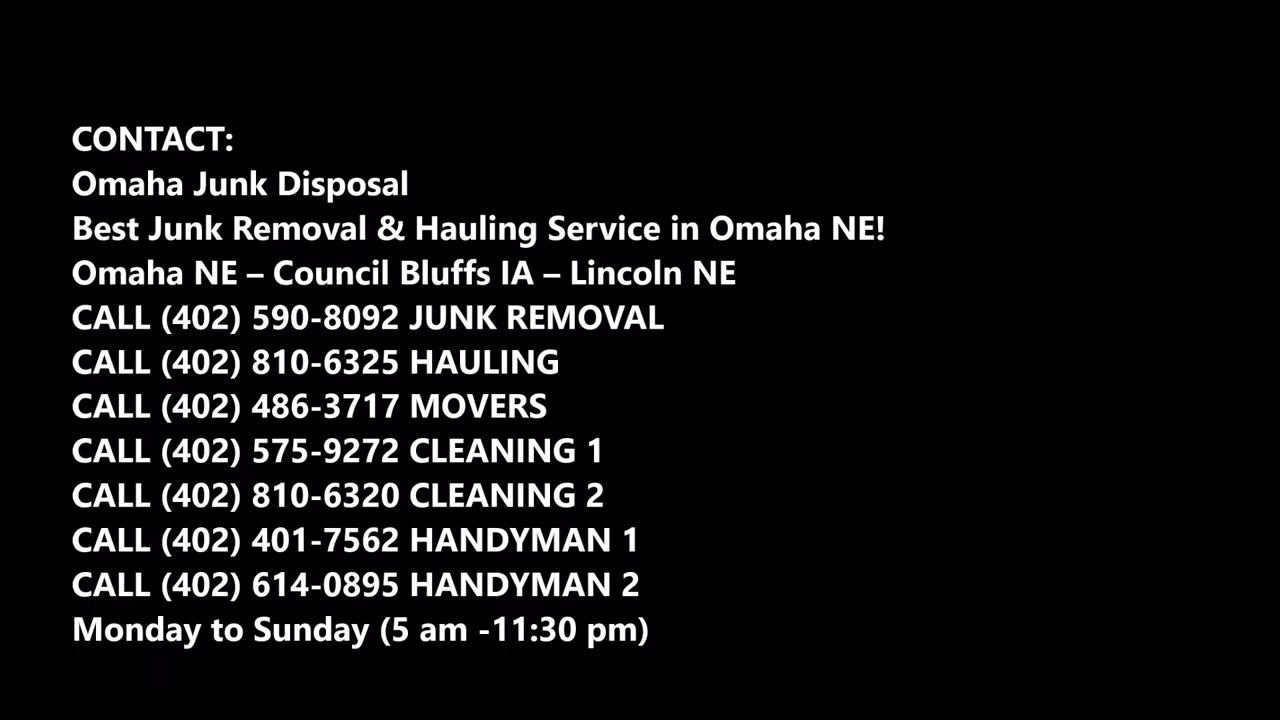 CONTACT:
Omaha Junk Disposal
Best Junk Removal & Hauling Service in Omaha NE!
Omaha NE – Council Bluffs IA – Lincoln NE
CALL (402) 590-8092 JUNK REMOVAL
CALL (402) 810-6325 HAULING
CALL (402) 486-3717 MOVERS
CALL (402) 575-9272 CLEANING 1
CALL (402) 810-6320 CLEANING 2
CALL (402) 401-7562 HANDYMAN 1
CALL (402) 614-0895 HANDYMAN 2
Monday to Sunday (5 am -11:30 pm)